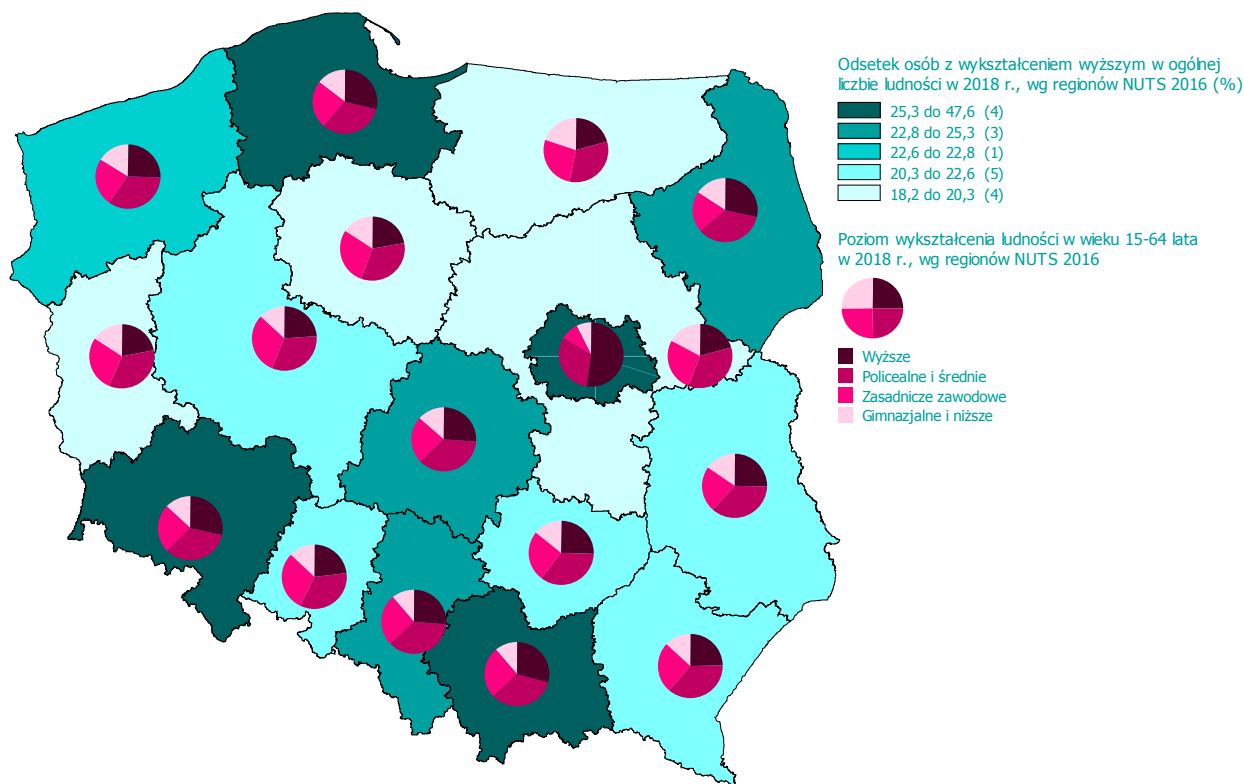 Odsetek osób z wykształceniem wyższym w ogólnej
liczbie ludności w 2018 r., wg regionów NUTS 2016 (%)
25,3 do 47,6 (4)
22,8 do 25,3 (3)
22,6 do 22,8 (1)
20,3 do 22,6 (5)
18,2 do 20,3 (4)
Poziom wykształcenia ludności w wieku 15-64 lata
w 2018 r., wg regionów NUTS 2016
Wyższe
Policealne i średnie
Zasadnicze zawodowe
Gimnazjalne i niższe